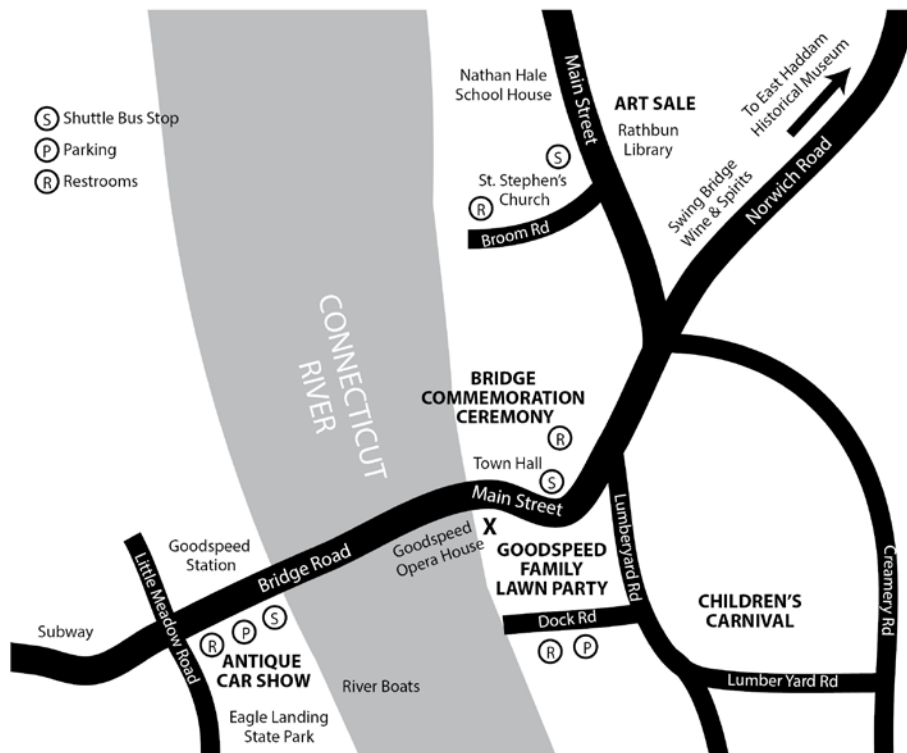 S Shuttle Bus Stop
P Parking
R Restrooms
Nathan Hale
School House
Main Street
ART SALE
Rathbun
Library
To East Haddam
Historical Museum
S
St. Stephen's
Church
R
Broom Rd
Swing Bridge
Wine & Spirits
Norwich Road
CONNECTICUT
RIVER
BRIDGE
COMMEMORATION
CEREMONY
R
Town Hall
S
Main Street
X
Goodspeed
Opera House
GOODSPEED
FAMILY
LAWN PARTY
Lumberyard Rd
Creamery Rd
Goodspeed
Station
Bridge Road
Little Meadow Road
Subway
R P S
ANTIQUE
CAR SHOW
Eagle Landing
State Park
River Boats
Dock Rd
R P
CHILDREN'S
CARNIVAL
Lumber Yard Rd